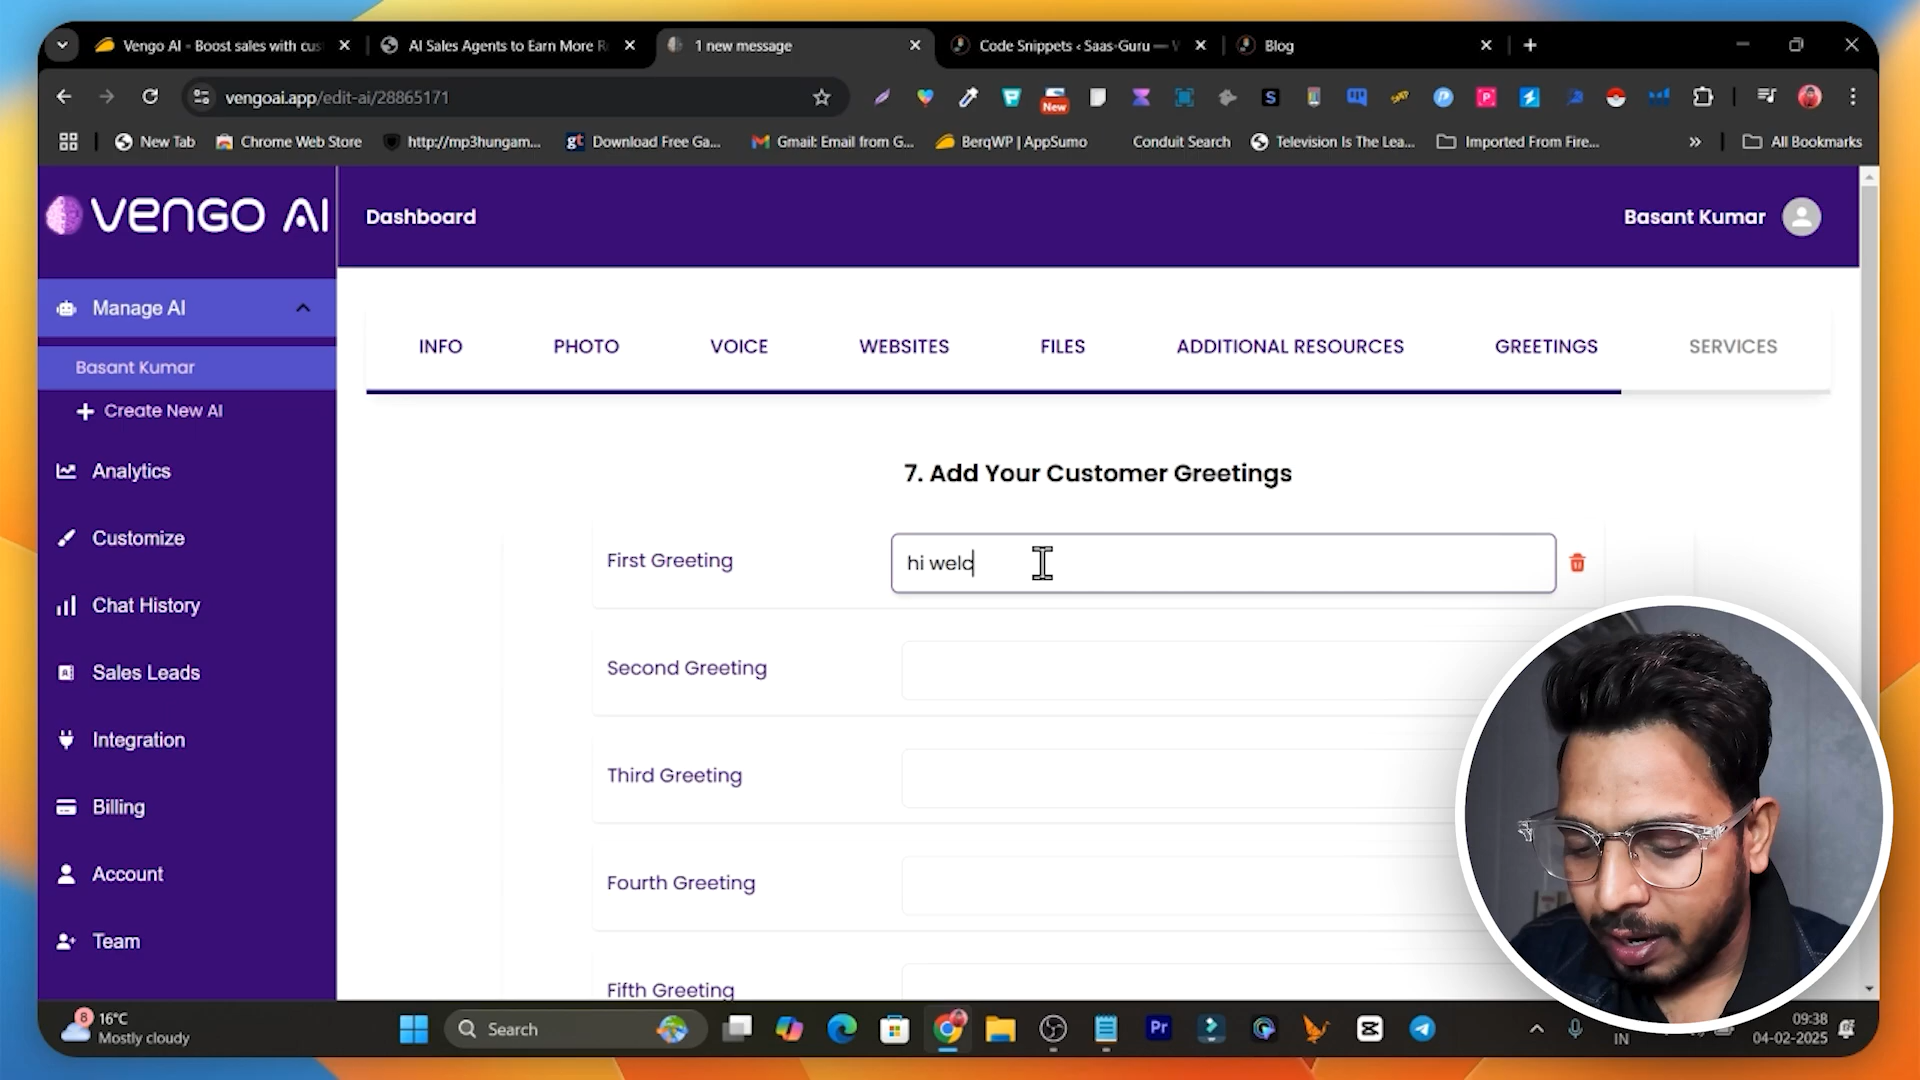 Vengo AI - Boost sales with cus
AI Sales Agents to Earn More R
1 new message
Code Snippets ‹ Saas-Guru —
Blog
vengoai.app/edit-ai/28865171
New
New Tab
Chrome Web Store
http://mp3hungam...
Download Free Ga...
Gmail: Email from G...
BerqWP | AppSumo
Conduit Search
Television Is The Lea...
Imported From Fire...
»
All Bookmarks
VENGO AI
Dashboard
Basant Kumar
Manage AI
Basant Kumar
Create New AI
Analytics
Customize
Chat History
Sales Leads
Integration
Billing
Account
Team
INFO
PHOTO
VOICE
WEBSITES
FILES
ADDITIONAL RESOURCES
GREETINGS
SERVICES
7. Add Your Customer Greetings
First Greeting
hi welc
Second Greeting
Third Greeting
Fourth Greeting
Fifth Greeting
8
16°C
Mostly cloudy
Search
Pr
IN
09:38
04-02-2025